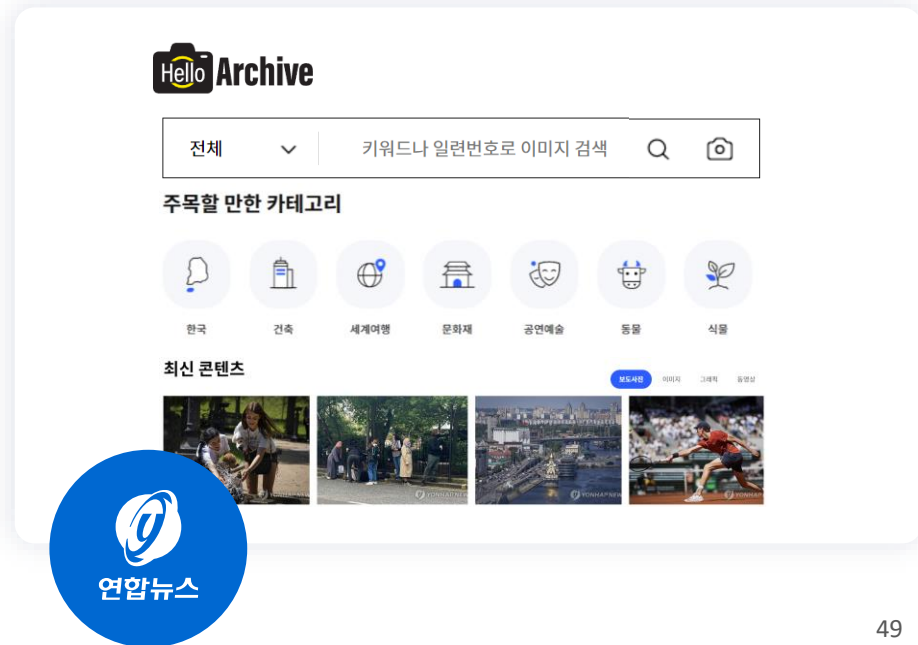 Hello Archive
전체
키워드나 일련번호로 이미지 검색
주목할 만한 카테고리
한국 건축 세계여행 문화재 공연예술 동물 식물
최신 콘텐츠
보도사진 이미지 그래픽 동영상
YONHAPNEW
YONHAPNEW
YONHAPNEW
연합뉴스
49